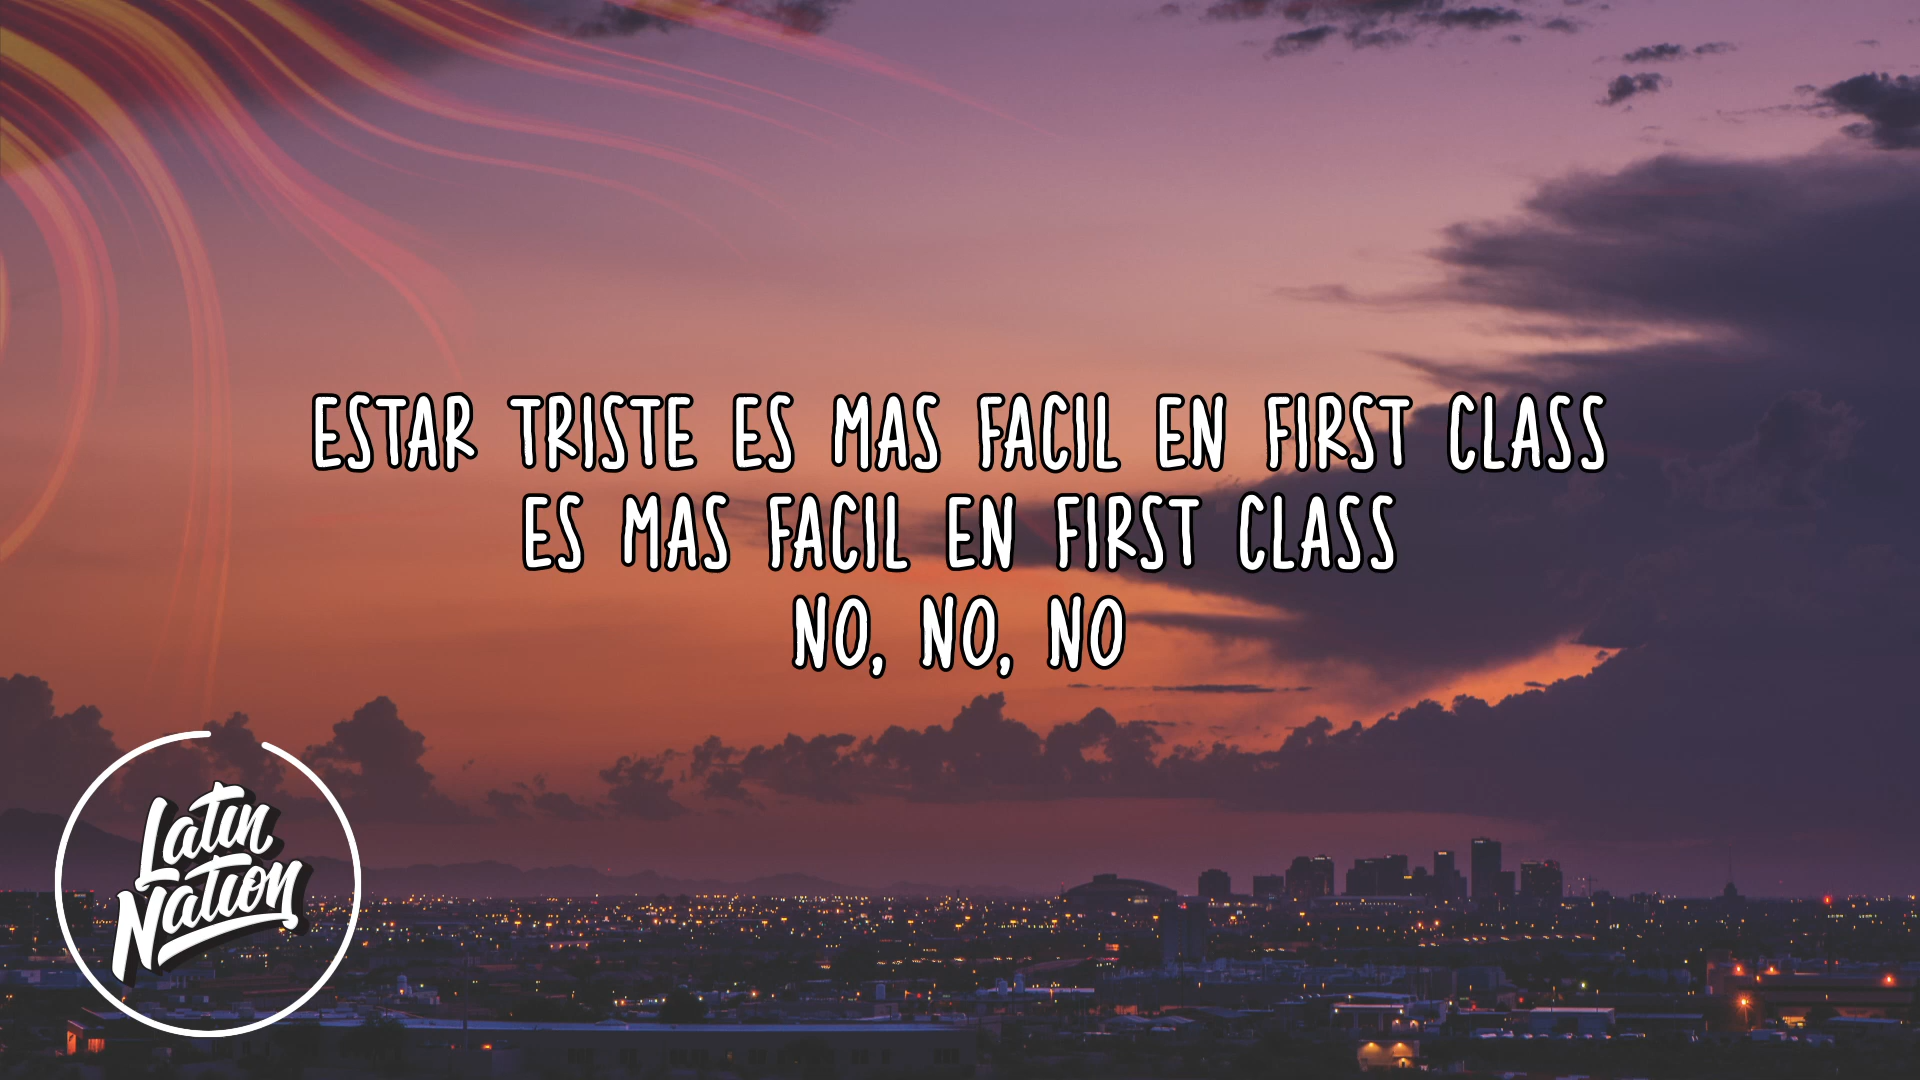 ESTAR TRISTE ES MAS FACIL EN FIRST CLASS
ES MAS FACIL EN FIRST CLASS
NO, NO, NO
Latin
Nation